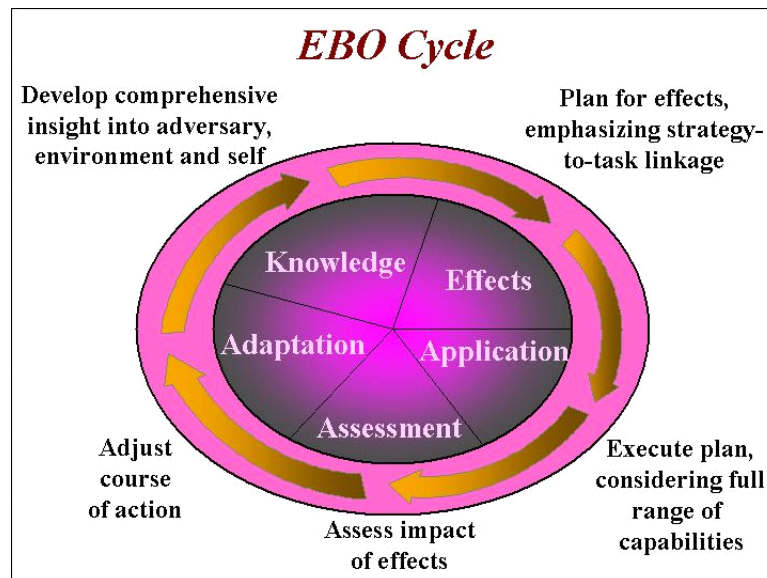 EBO Cycle
Develop comprehensive
insight into adversary,
environment and self
Plan for effects,
emphasizing strategy-
to-task linkage
Knowledge
Effects
Adaptation
Application
Assessment
Adjust
course
of action
Assess impact
of effects
Execute plan,
considering full
range of
capabilities